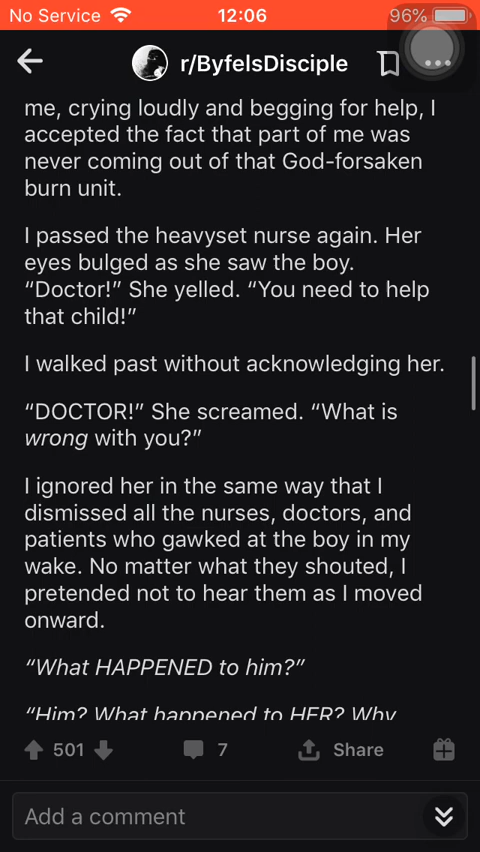 No Service 12:06 96%
r/ByfelsDisciple
me, crying loudly and begging for help, I
accepted the fact that part of me was
never coming out of that God-forsaken
burn unit.
I passed the heavyset nurse again. Her
eyes bulged as she saw the boy.
“Doctor!” She yelled. “You need to help
that child!”
I walked past without acknowledging her.
“DOCTOR!” She screamed. “What is
wrong with you?”
I ignored her in the same way that I
dismissed all the nurses, doctors, and
patients who gawked at the boy in my
wake. No matter what they shouted, I
pretended not to hear them as I moved
onward.
“What HAPPENED to him?”
“Him? What happened to HER? Why
501 7 Share
Add a comment